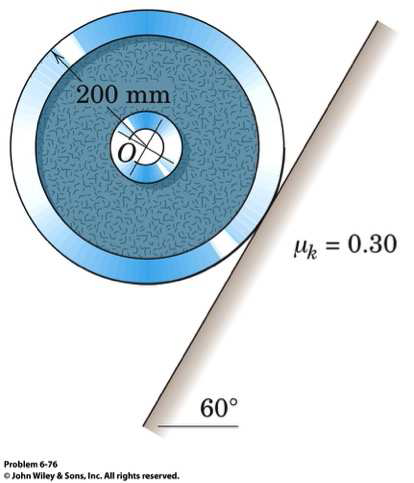 200 mm
O
μk = 0.30
60°
Problem 6-76
© John Wiley & Sons, Inc. All rights reserved.